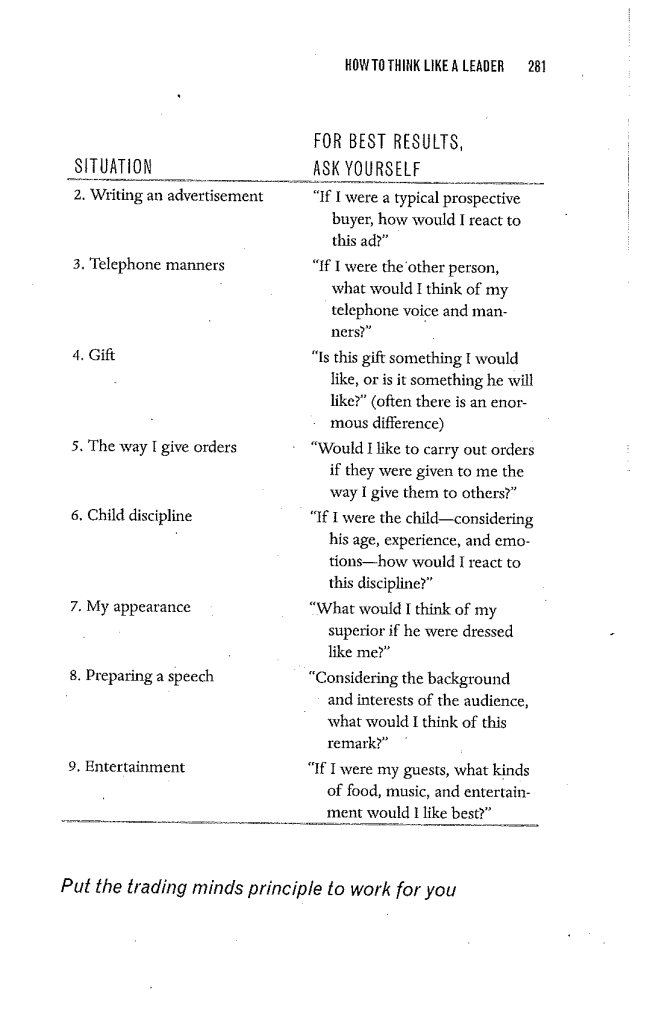 HOW TO THINK LIKE A LEADER 281
FOR BEST RESULTS,
SITUATION ASK YOURSELF
2. Writing an advertisement “If I were a typical prospective
buyer, how would I react to
this ad?”
3. Telephone manners “If I were the other person,
what would I think of my
telephone voice and man-
ners?”
4. Gift “Is this gift something I would
like, or is it something he will
like?” (often there is an enor-
mous difference)
5. The way I give orders “Would I like to carry out orders
if they were given to me the
way I give them to others?”
6. Child discipline “If I were the child—considering
his age, experience, and emo-
tions—how would I react to
this discipline?”
7. My appearance “What would I think of my
superior if he were dressed
like me?”
8. Preparing a speech “Considering the background
and interests of the audience,
what would I think of this
remark?”
9. Entertainment “If I were my guests, what kinds
of food, music, and entertain-
ment would I like best?”
Put the trading minds principle to work for you